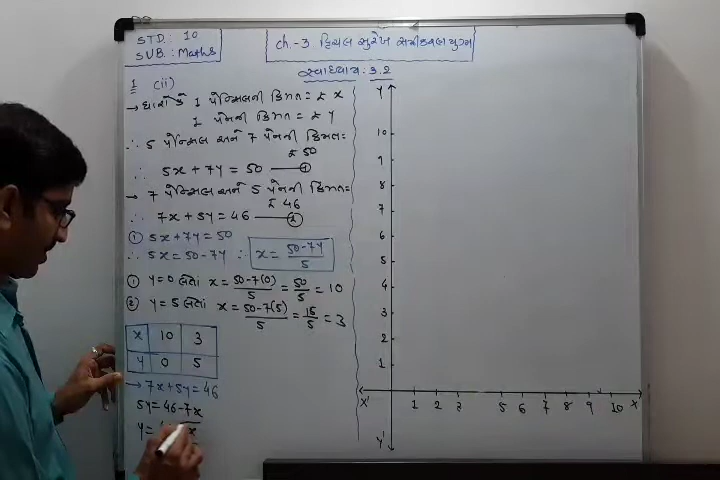 STD: 10
SUB: Maths
Ch.-3 દ્વિચલ સુરેખ સમીકરણ યુગ્મ
સ્વાધ્યાય: 3.2
1 (ii)
→ ધારો કે 1 પેન્સિલની કિંમત = ₹ x
1 પેનની કિંમત = ₹ y
∴ 5 પેન્સિલ અને 7 પેનની કિંમત =
₹ 50
∴ 5x + 7y = 50 —①
→ 7 પેન્સિલ અને 5 પેનની કિંમત =
₹ 46
∴ 7x + 5y = 46 —②
① 5x + 7y = 50
∴ 5x = 50 - 7y ∴ x = (50-7y)/5
① y = 0 લેતાં x = (50-7(0))/5 = 50/5 = 10
② y = 5 લેતાં x = (50-7(5))/5 = 15/5 = 3
x 10 3
y 0 5
→ 7x + 5y = 46
5y = 46 - 7x
y =
Y
10
9
8
7
6
5
4
3
2
1
X' 1 2 3 5 6 7 8 9 10 X
Y'